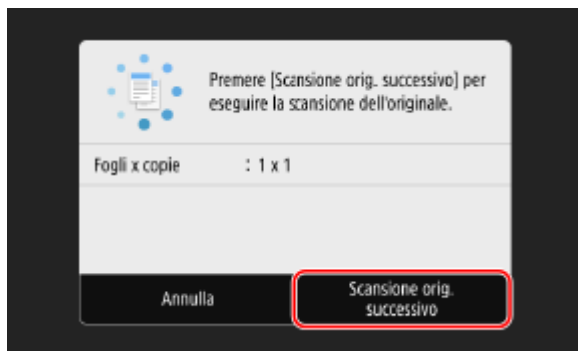 Premere [Scansione orig. successivo] per
eseguire la scansione dell'originale.
Fogli x copie : 1 x 1
Annulla
Scansione orig.
successivo